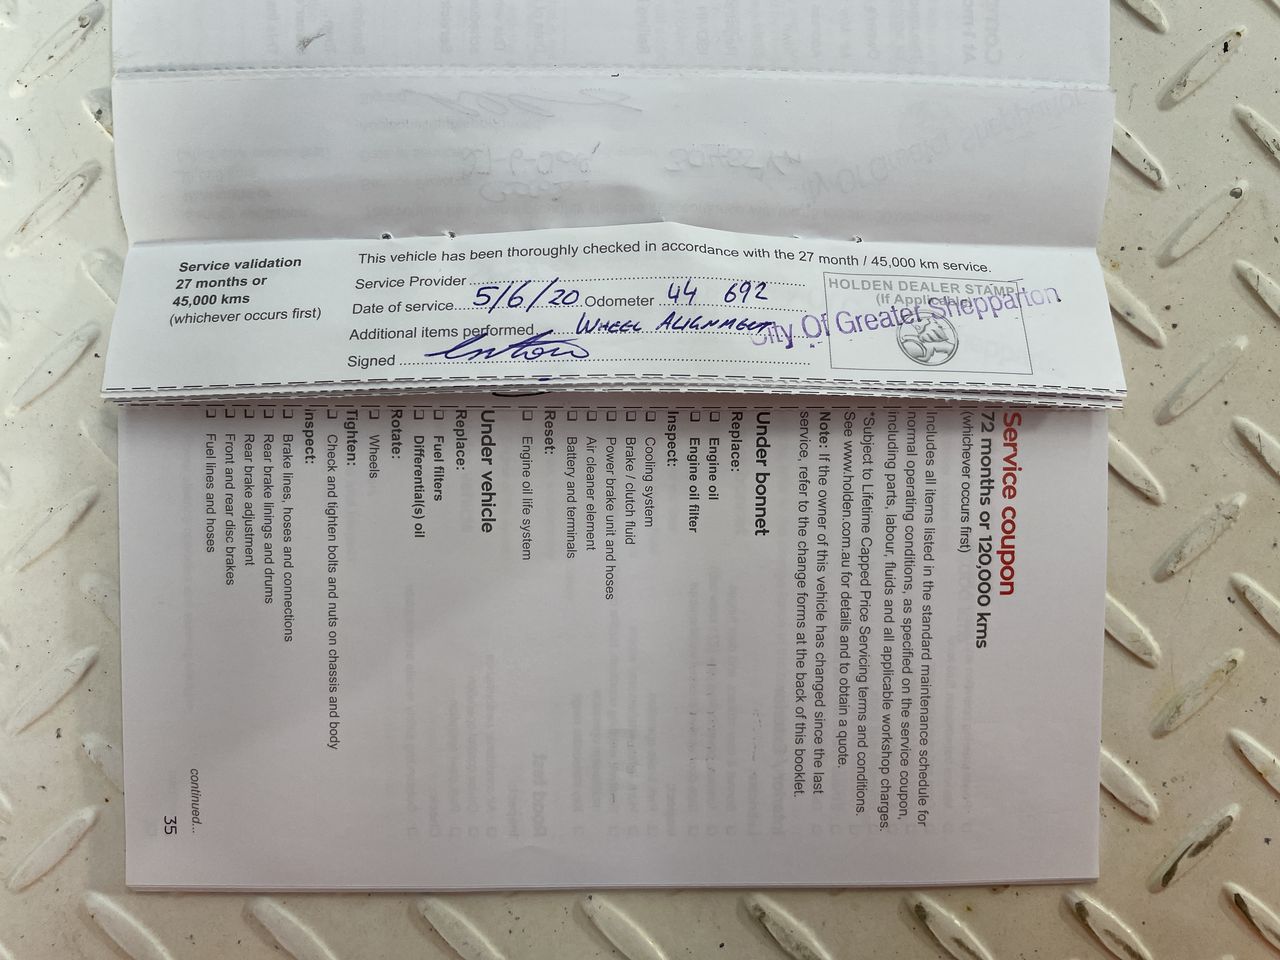 Service validation
27 months or
45,000 kms
(whichever occurs first)
This vehicle has been thoroughly checked in accordance with the 27 month / 45,000 km service.
Service Provider
Date of service 5/6/20 Odometer 44 692
Additional items performed WHEEL ALIGNMENT
Signed
HOLDEN DEALER STAMP
(If Applicable)
City Of Greater Shepparton
Service coupon
72 months or 120,000 kms
(whichever occurs first)
Includes all items listed in the standard maintenance schedule for
normal operating conditions, as specified on the service coupon,
including parts, labour, fluids and all applicable workshop charges.
*Subject to Lifetime Capped Price Servicing terms and conditions.
See www.holden.com.au for details and to obtain a quote.
Note: If the owner of this vehicle has changed since the last
service, refer to the change forms at the back of this booklet.
Under bonnet
Replace:
Engine oil
Engine oil filter
Inspect:
Cooling system
Brake / clutch fluid
Power brake unit and hoses
Air cleaner element
Battery and terminals
Reset:
Engine oil life system
Under vehicle
Replace:
Fuel filters
Differential(s) oil
Rotate:
Wheels
Tighten:
Check and tighten bolts and nuts on chassis and body
Inspect:
Brake lines, hoses and connections
Rear brake linings and drums
Rear brake adjustment
Front and rear disc brakes
Fuel lines and hoses
continued...
35